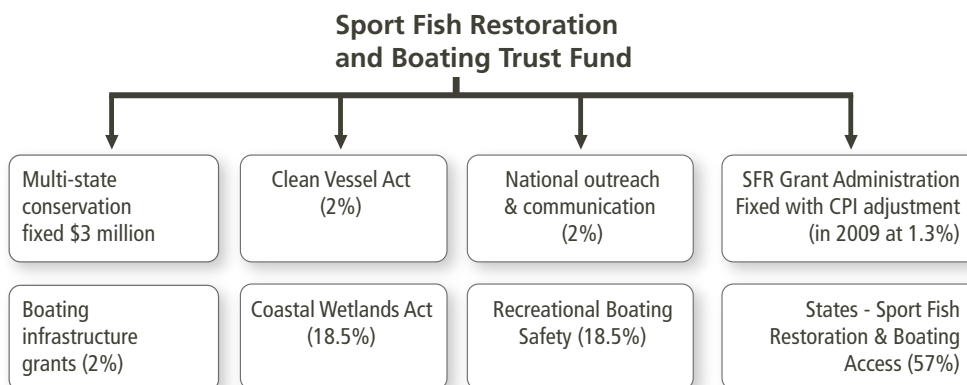 Sport Fish Restoration
and Boating Trust Fund
Multi-state
conservation
fixed $3 million
Clean Vessel Act
(2%)
National outreach
& communication
(2%)
SFR Grant Administration
Fixed with CPI adjustment
(in 2009 at 1.3%)
Boating
infrastructure
grants (2%)
Coastal Wetlands Act
(18.5%)
Recreational Boating
Safety (18.5%)
States - Sport Fish
Restoration & Boating
Access (57%)